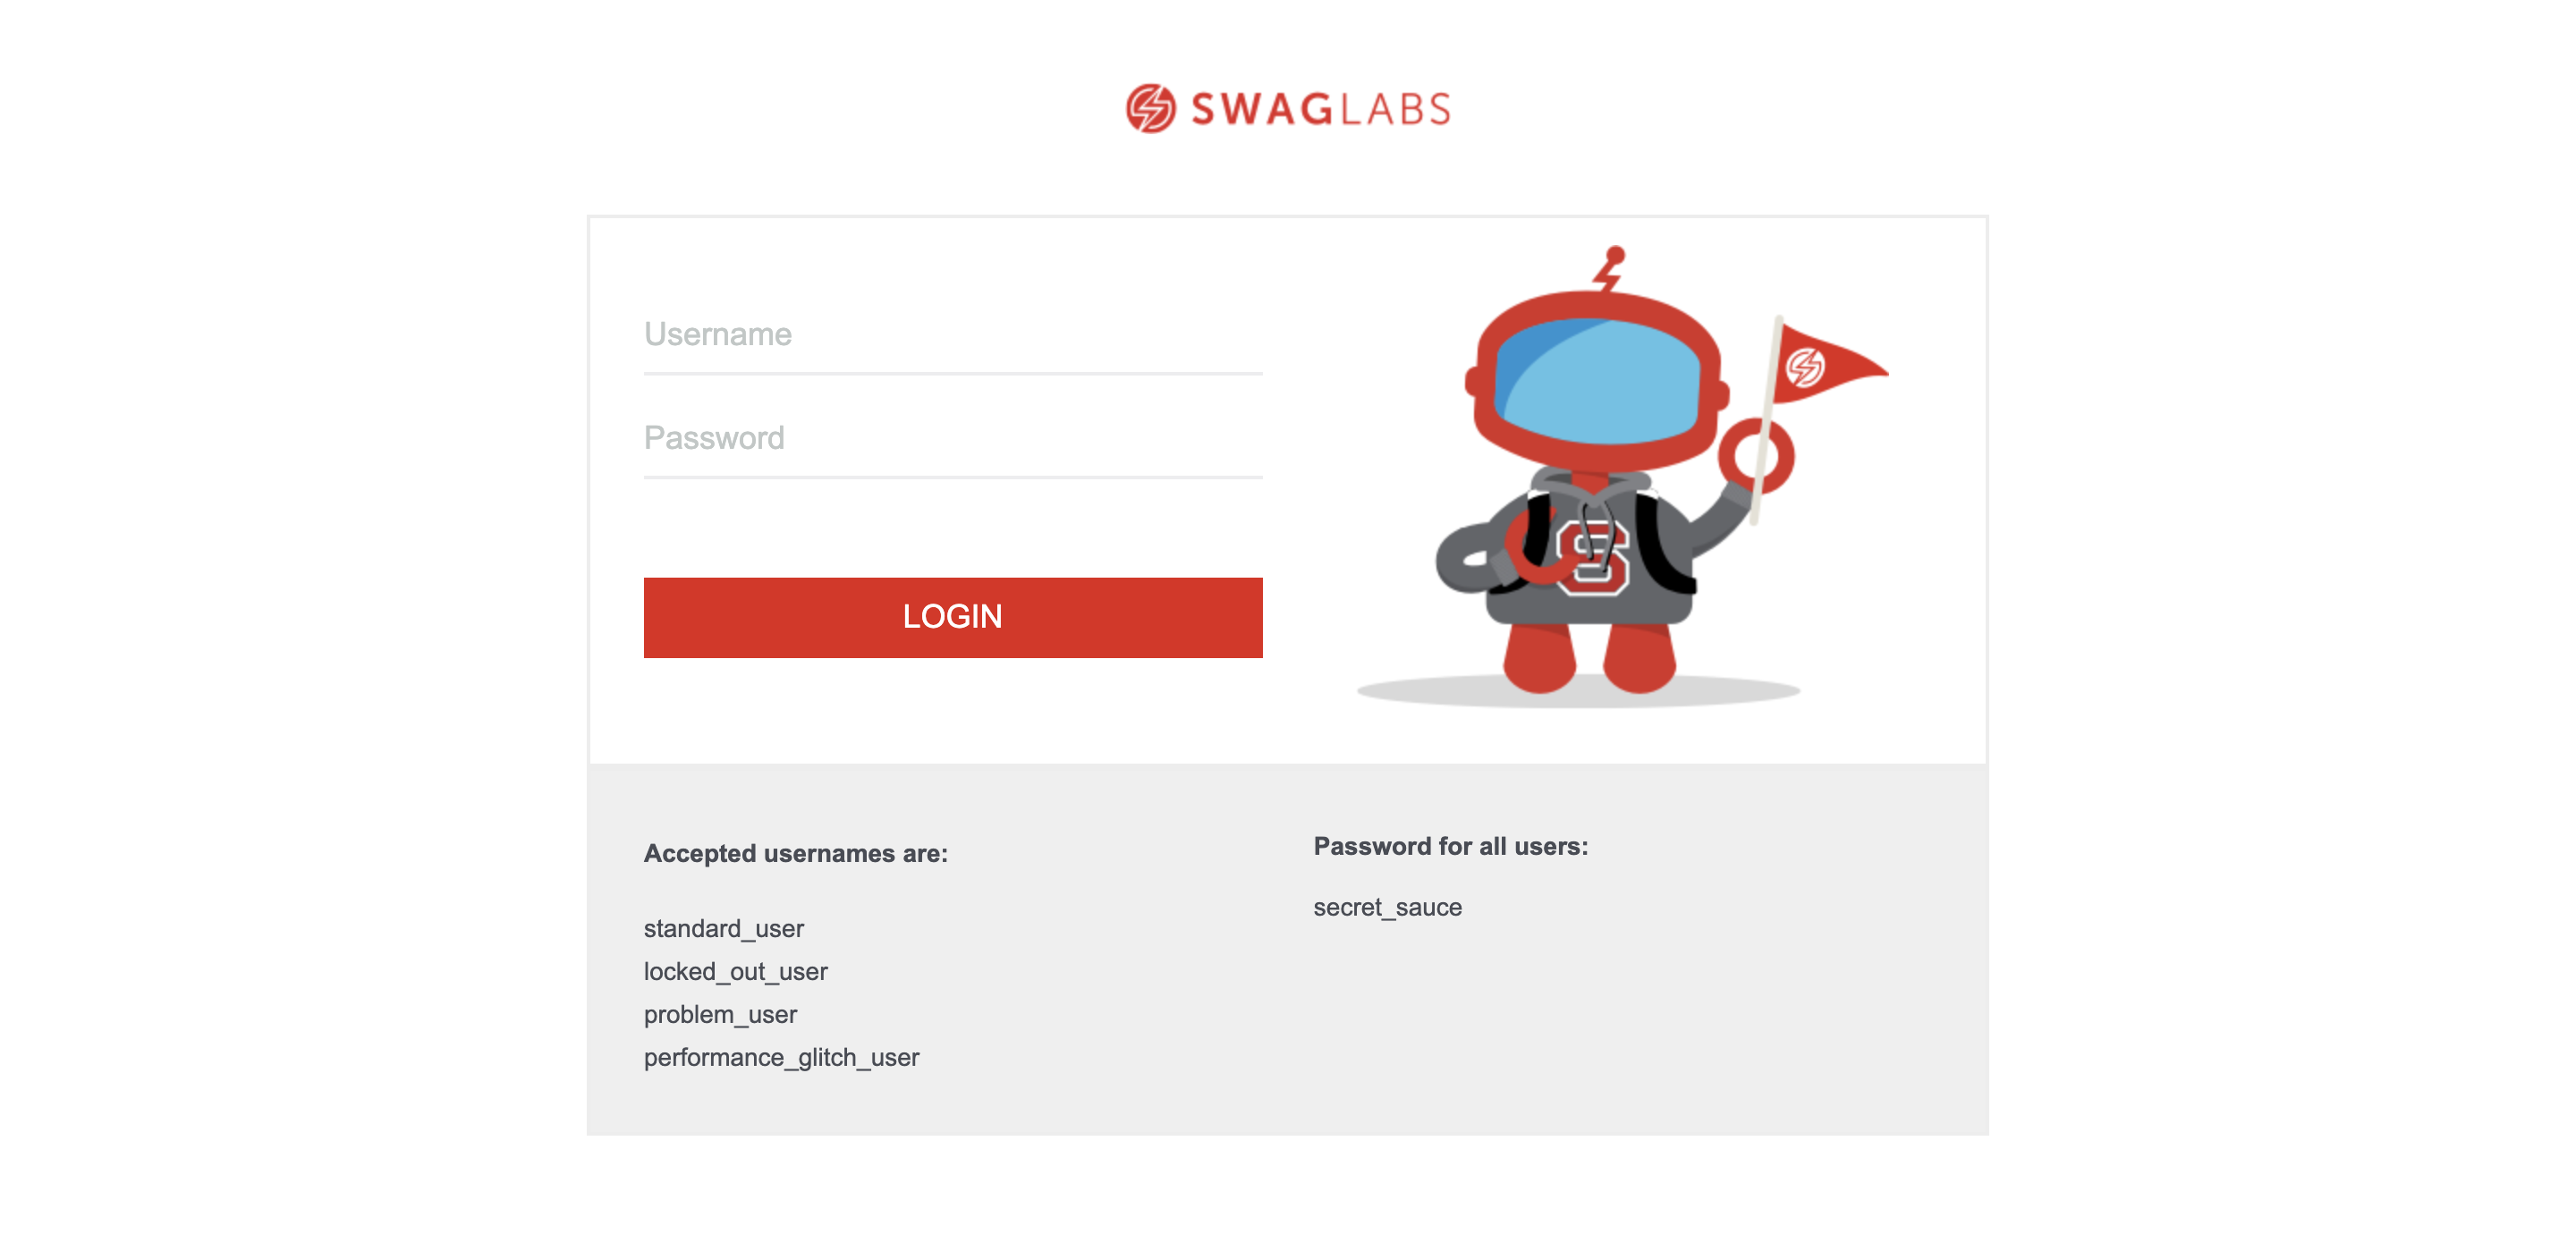 SWAGLABS
Username
Password
LOGIN
S
Accepted usernames are:
standard_user
locked_out_user
problem_user
performance_glitch_user
Password for all users:
secret_sauce